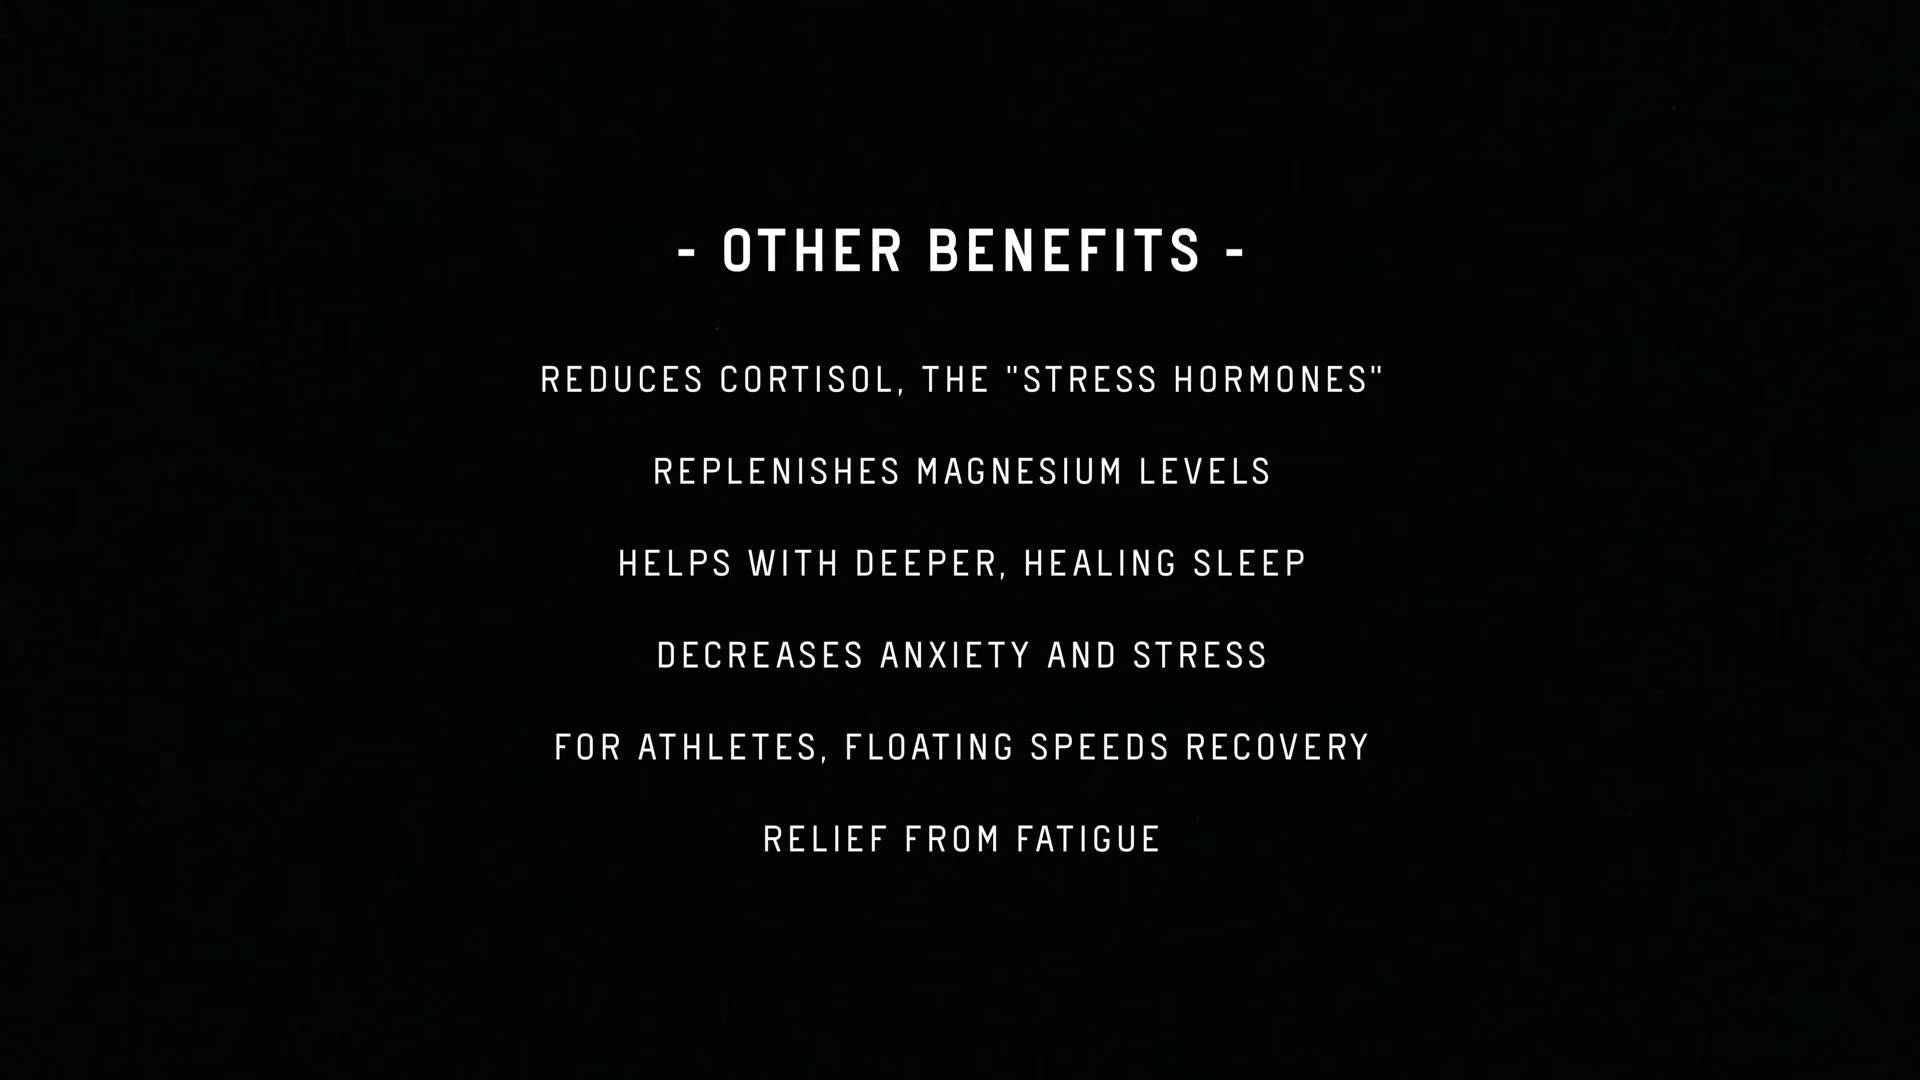 - OTHER BENEFITS -
REDUCES CORTISOL, THE "STRESS HORMONES"
REPLENISHES MAGNESIUM LEVELS
HELPS WITH DEEPER, HEALING SLEEP
DECREASES ANXIETY AND STRESS
FOR ATHLETES, FLOATING SPEEDS RECOVERY
RELIEF FROM FATIGUE